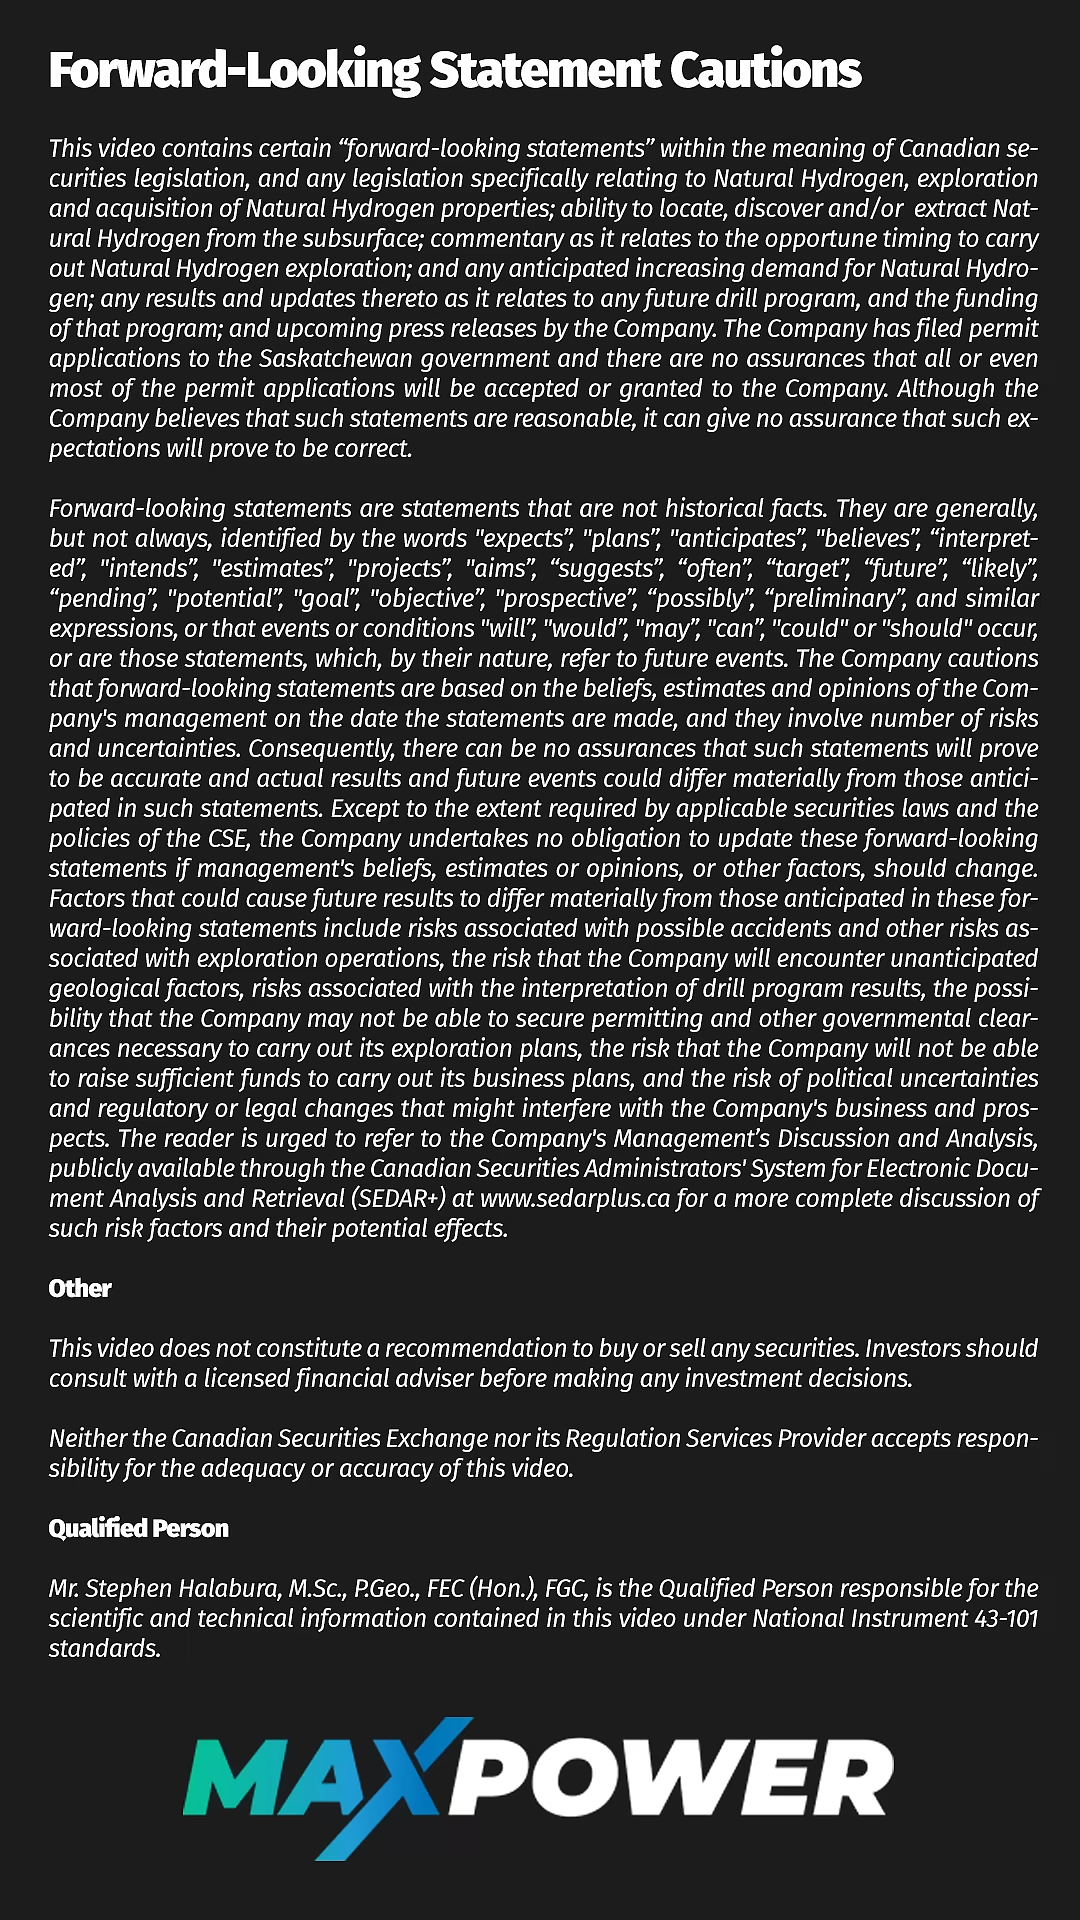 Forward-Looking Statement Cautions
This video contains certain “forward-looking statements” within the meaning of Canadian se-
curities legislation, and any legislation specifically relating to Natural Hydrogen, exploration
and acquisition of Natural Hydrogen properties; ability to locate, discover and/or extract Nat-
ural Hydrogen from the subsurface; commentary as it relates to the opportune timing to carry
out Natural Hydrogen exploration; and any anticipated increasing demand for Natural Hydro-
gen; any results and updates thereto as it relates to any future drill program, and the funding
of that program; and upcoming press releases by the Company. The Company has filed permit
applications to the Saskatchewan government and there are no assurances that all or even
most of the permit applications will be accepted or granted to the Company. Although the
Company believes that such statements are reasonable, it can give no assurance that such ex-
pectations will prove to be correct.
Forward-looking statements are statements that are not historical facts. They are generally,
but not always, identified by the words "expects”, "plans”, "anticipates”, "believes”, “interpret-
ed”, "intends”, "estimates”, "projects”, "aims”, “suggests”, “often”, “target”, “future”, “likely”,
“pending”, "potential”, "goal”, "objective”, "prospective”, “possibly”, “preliminary”, and similar
expressions, or that events or conditions "will”, "would”, "may”, "can”, "could" or "should" occur,
or are those statements, which, by their nature, refer to future events. The Company cautions
that forward-looking statements are based on the beliefs, estimates and opinions of the Com-
pany's management on the date the statements are made, and they involve number of risks
and uncertainties. Consequently, there can be no assurances that such statements will prove
to be accurate and actual results and future events could differ materially from those antici-
pated in such statements. Except to the extent required by applicable securities laws and the
policies of the CSE, the Company undertakes no obligation to update these forward-looking
statements if management's beliefs, estimates or opinions, or other factors, should change.
Factors that could cause future results to differ materially from those anticipated in these for-
ward-looking statements include risks associated with possible accidents and other risks as-
sociated with exploration operations, the risk that the Company will encounter unanticipated
geological factors, risks associated with the interpretation of drill program results, the possi-
bility that the Company may not be able to secure permitting and other governmental clear-
ances necessary to carry out its exploration plans, the risk that the Company will not be able
to raise sufficient funds to carry out its business plans, and the risk of political uncertainties
and regulatory or legal changes that might interfere with the Company's business and pros-
pects. The reader is urged to refer to the Company's Management’s Discussion and Analysis,
publicly available through the Canadian Securities Administrators' System for Electronic Docu-
ment Analysis and Retrieval (SEDAR+) at www.sedarplus.ca for a more complete discussion of
such risk factors and their potential effects.
Other
This video does not constitute a recommendation to buy or sell any securities. Investors should
consult with a licensed financial adviser before making any investment decisions.
Neither the Canadian Securities Exchange nor its Regulation Services Provider accepts respon-
sibility for the adequacy or accuracy of this video.
Qualified Person
Mr. Stephen Halabura, M.Sc., P.Geo., FEC (Hon.), FGC, is the Qualified Person responsible for the
scientific and technical information contained in this video under National Instrument 43-101
standards.
MAXPOWER